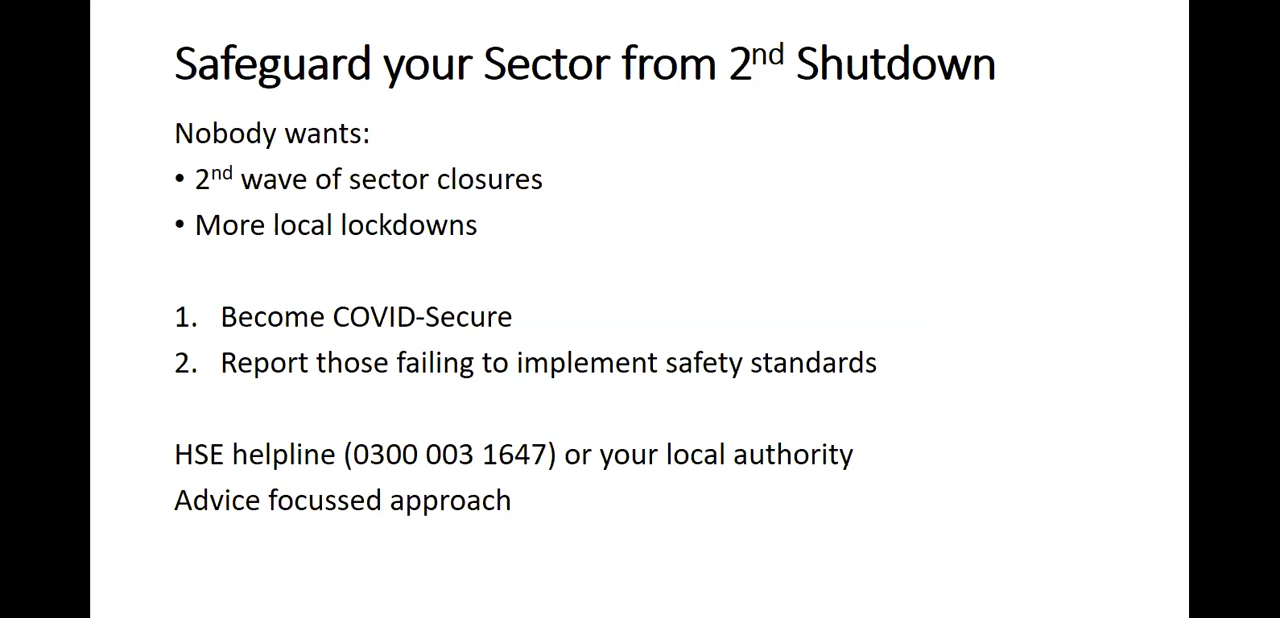 Safeguard your Sector from 2nd Shutdown
Nobody wants:
• 2nd wave of sector closures
• More local lockdowns
1. Become COVID-Secure
2. Report those failing to implement safety standards
HSE helpline (0300 003 1647) or your local authority
Advice focussed approach